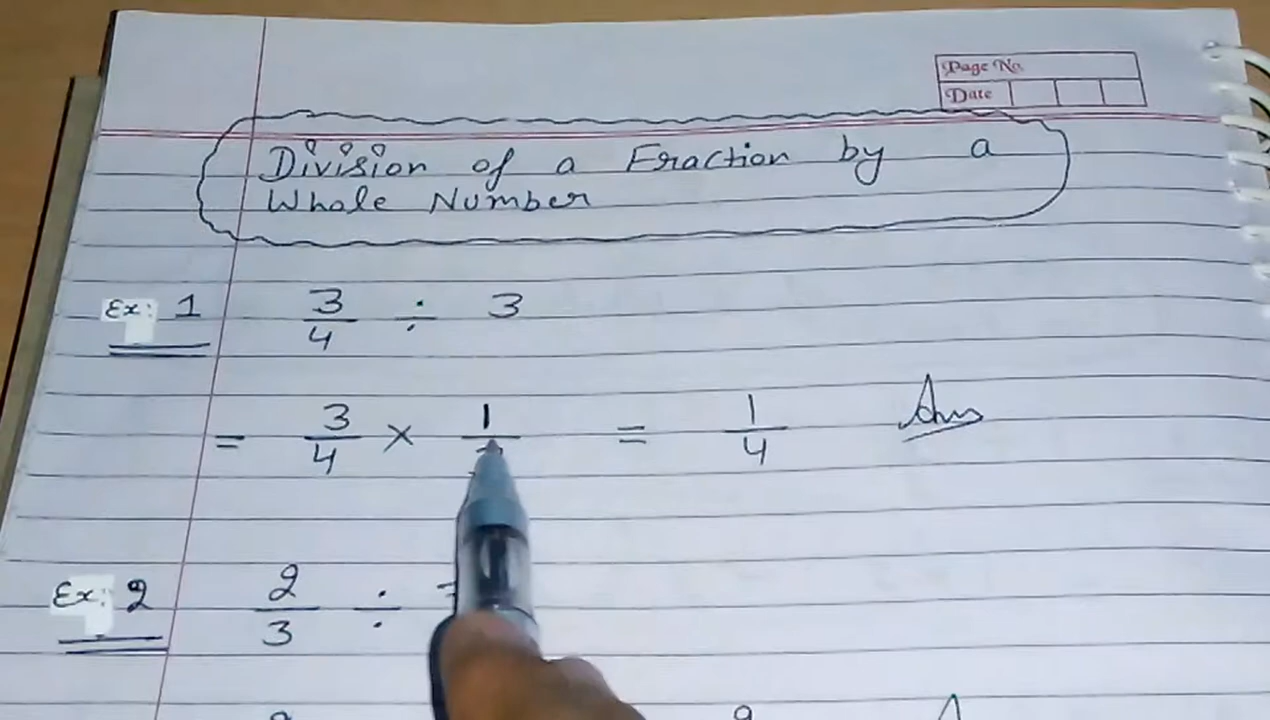 Page No.
Date
Division of a Fraction by a
Whole Number
Ex: 1 3/4 ÷ 3
= 3/4 × 1 = 1/4 Ans
Ex: 2 2/3 ÷